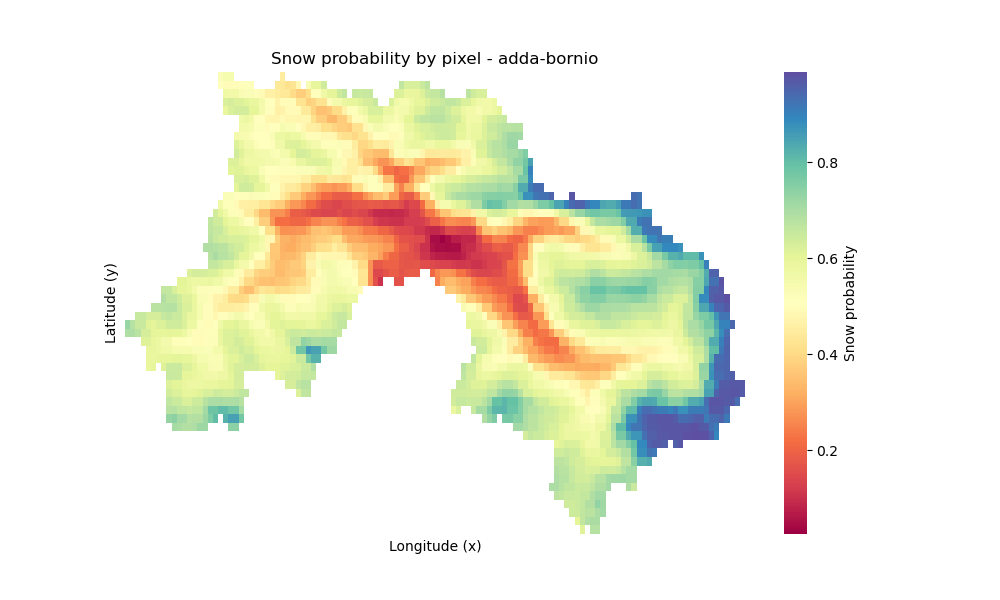 Snow probability by pixel - adda-bornio
Latitude (y)
Longitude (x)
0.8
0.6
0.4
0.2
Snow probability